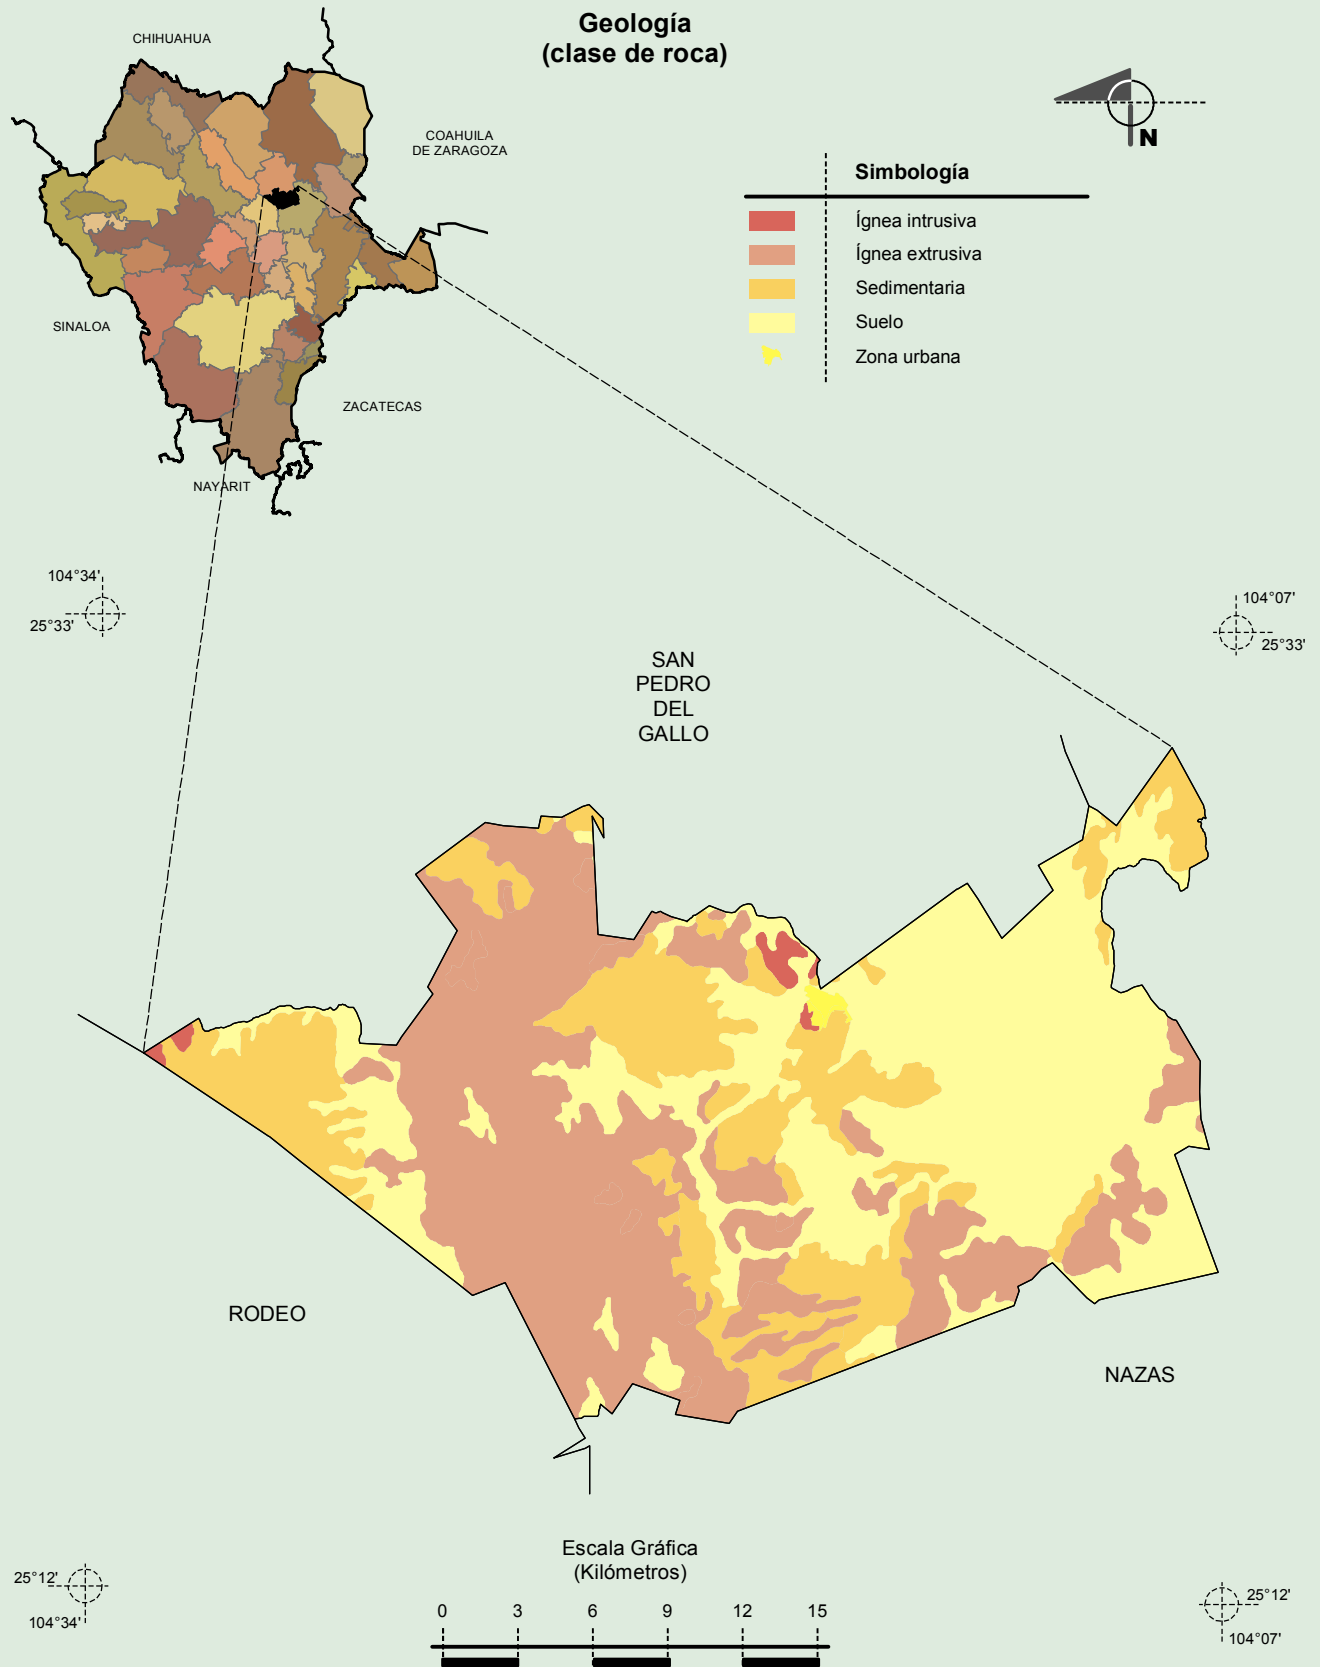 Geología
(clase de roca)
CHIHUAHUA
COAHUILA
DE ZARAGOZA
SINALOA
ZACATECAS
NAYARIT
N
Simbología
Ígnea intrusiva
Ígnea extrusiva
Sedimentaria
Suelo
Zona urbana
104°34'
25°33'
104°07'
25°33'
SAN
PEDRO
DEL
GALLO
RODEO
NAZAS
Escala Gráfica
(Kilómetros)
0 3 6 9 12 15
25°12'
104°34'
25°12'
104°07'